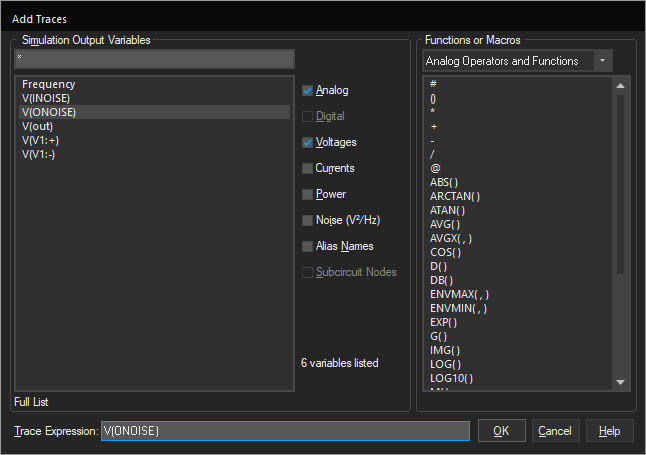 Add Traces
Simulation Output Variables
*
Frequency
V(INOISE)
V(ONOISE)
V(out)
V(V1:+)
V(V1:-)
Full List
Analog
Digital
Voltages
Currents
Power
Noise (V²/Hz)
Alias Names
Subcircuit Nodes
6 variables listed
Functions or Macros
Analog Operators and Functions
#
()
*
+
-
/
@
ABS( )
ARCTAN( )
ATAN( )
AVG( )
AVGX( , )
COS( )
D( )
DB( )
ENVMAX( , )
ENVMIN( , )
EXP( )
G( )
IMG( )
LOG( )
LOG10( )
M( )
Trace Expression: V(ONOISE)
OK Cancel Help